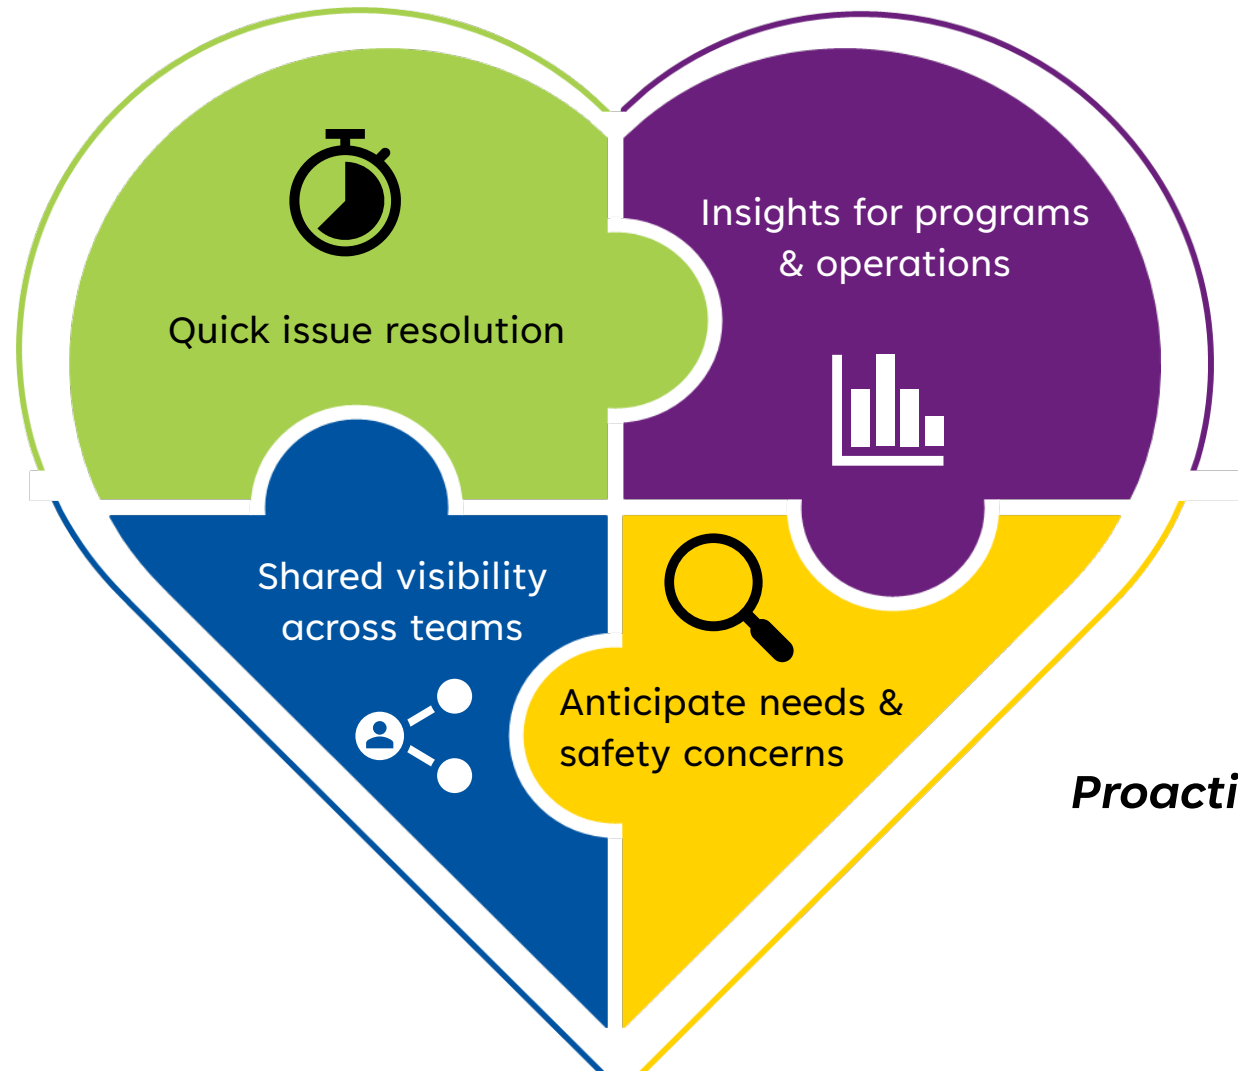 Quick issue resolution
Insights for programs
& operations
Shared visibility
across teams
Anticipate needs &
safety concerns
Proacti